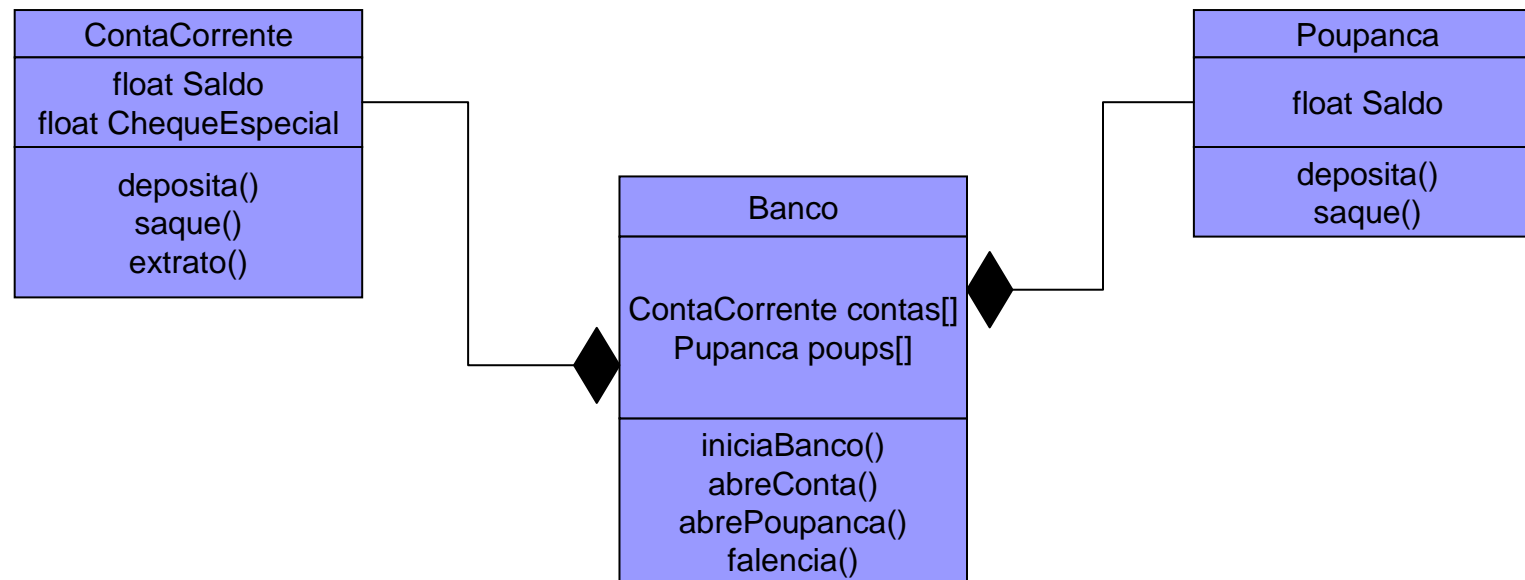 ContaCorrente
float Saldo
float ChequeEspecial
deposita()
saque()
extrato()
Banco
ContaCorrente contas[]
Pupanca poups[]
iniciaBanco()
abreConta()
abrePoupanca()
falencia()
Poupanca
float Saldo
deposita()
saque()